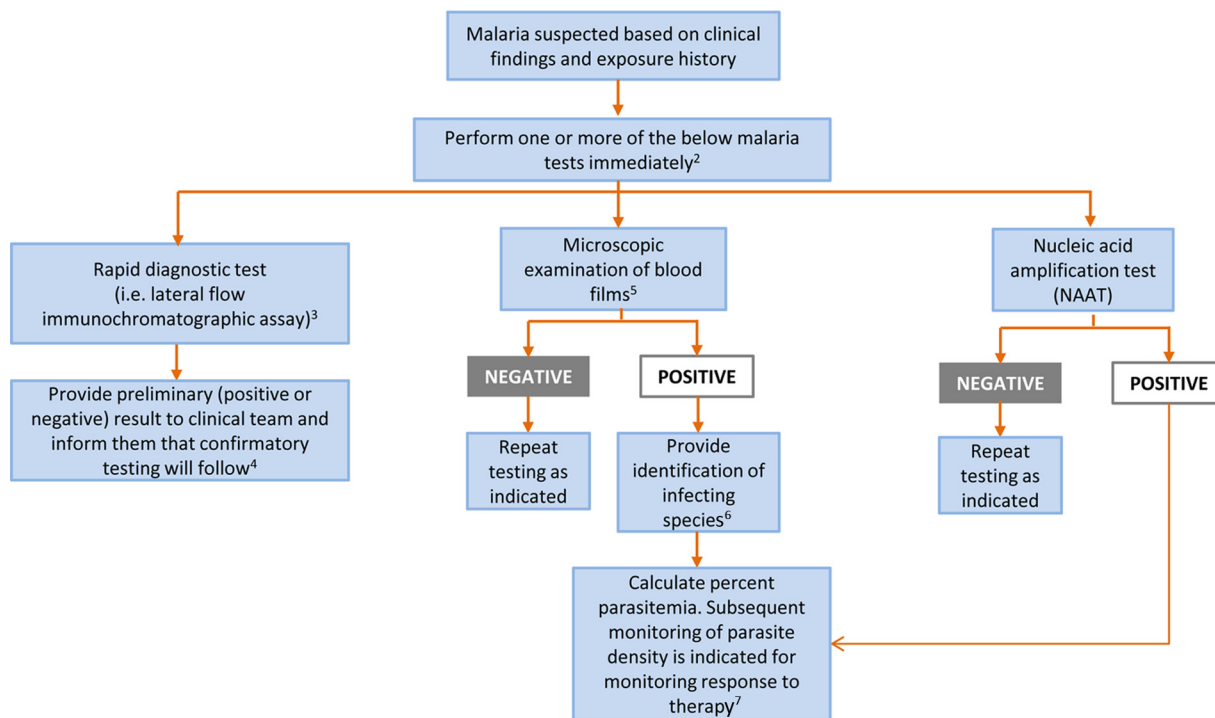 Malaria suspected based on clinical
findings and exposure history
Perform one or more of the below malaria
tests immediately²
Rapid diagnostic test
(i.e. lateral flow
immunochromatographic assay)³
Provide preliminary (positive or
negative) result to clinical team and
inform them that confirmatory
testing will follow⁴
Microscopic
examination of blood
films⁵
NEGATIVE
POSITIVE
Repeat
testing as
indicated
Provide
identification of
infecting
species⁶
Calculate percent
parasitemia. Subsequent
monitoring of parasite
density is indicated for
monitoring response to
therapy⁷
Nucleic acid
amplification test
(NAAT)
NEGATIVE
POSITIVE
Repeat
testing as
indicated